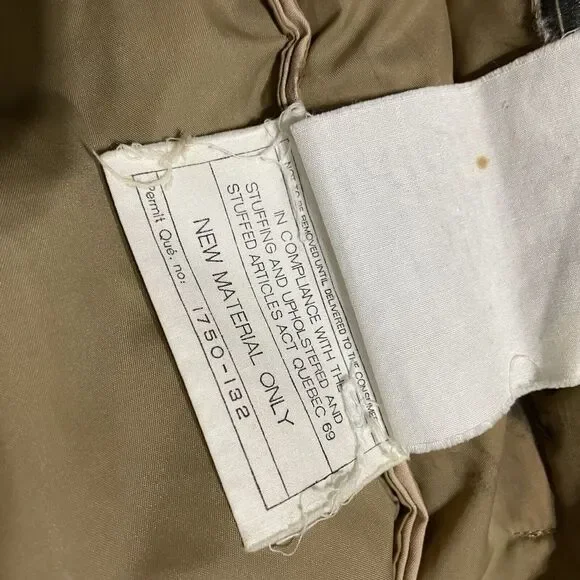 NOT TO BE REMOVED UNTIL DELIVERED TO THE CONSUMER
IN COMPLIANCE WITH THE
STUFFING AND UPHOLSTERED AND
STUFFED ARTICLES ACT QUEBEC 69
NEW MATERIAL ONLY
Permit Qué. no: 1750-132